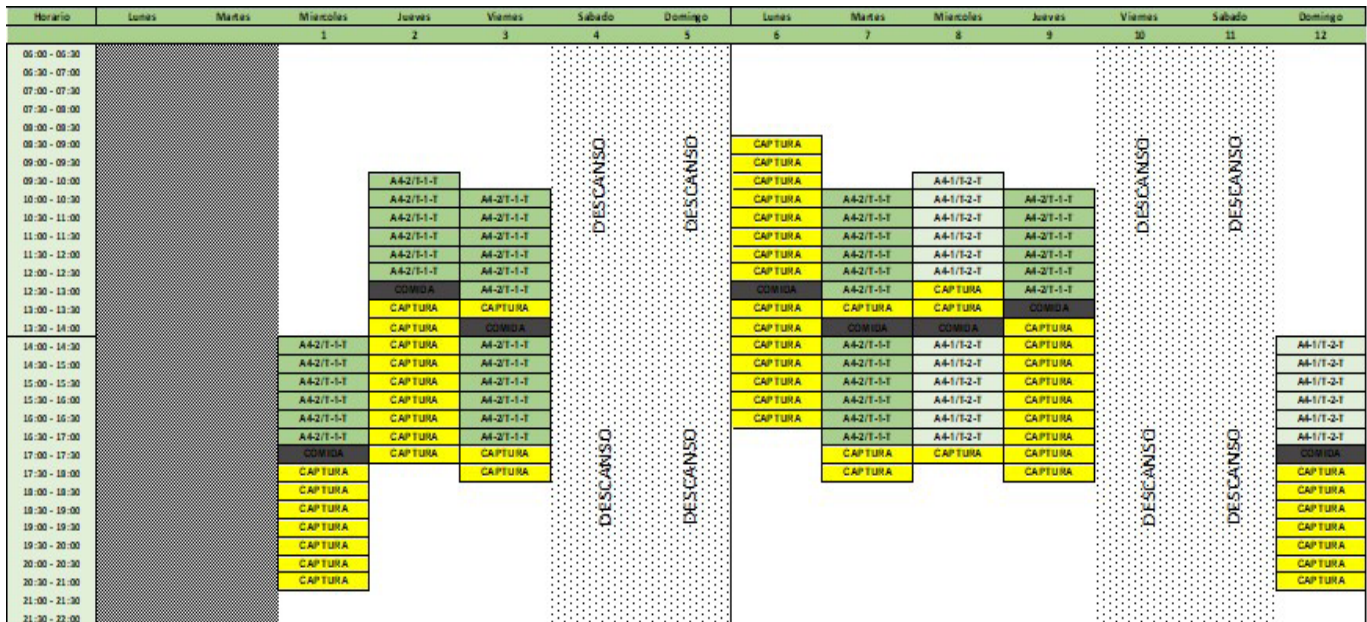 Horario Lunes Martes Miercoles Jueves Viernes Sabado Domingo Lunes Martes Miercoles Jueves Viernes Sabado Domingo
1 2 3 4 5 6 7 8 9 10 11 12
06:00 - 06:30
06:30 - 07:00
07:00 - 07:30
07:30 - 08:00
08:00 - 08:30
08:30 - 09:00 CAPTURA
09:00 - 09:30 CAPTURA
09:30 - 10:00 A4-2/T-1-T CAPTURA A4-1/T-2-T
DESCANSO DESCANSO DESCANSO DESCANSO
10:00 - 10:30 A4-2/T-1-T A4-2/T-1-T CAPTURA A4-2/T-1-T A4-1/T-2-T A4-2/T-1-T
10:30 - 11:00 A4-2/T-1-T A4-2/T-1-T CAPTURA A4-2/T-1-T A4-1/T-2-T A4-2/T-1-T
11:00 - 11:30 A4-2/T-1-T A4-2/T-1-T CAPTURA A4-2/T-1-T A4-1/T-2-T A4-2/T-1-T
11:30 - 12:00 A4-2/T-1-T A4-2/T-1-T CAPTURA A4-2/T-1-T A4-1/T-2-T A4-2/T-1-T
12:00 - 12:30 A4-2/T-1-T A4-2/T-1-T CAPTURA A4-2/T-1-T A4-1/T-2-T A4-2/T-1-T
12:30 - 13:00 COMIDA A4-2/T-1-T COMIDA A4-2/T-1-T CAPTURA A4-2/T-1-T
13:00 - 13:30 CAPTURA CAPTURA CAPTURA CAPTURA CAPTURA COMIDA
13:30 - 14:00 CAPTURA COMIDA CAPTURA COMIDA COMIDA CAPTURA
14:00 - 14:30 A4-2/T-1-T CAPTURA A4-2/T-1-T CAPTURA A4-2/T-1-T A4-1/T-2-T CAPTURA A4-1/T-2-T
14:30 - 15:00 A4-2/T-1-T CAPTURA A4-2/T-1-T CAPTURA A4-2/T-1-T A4-1/T-2-T CAPTURA A4-1/T-2-T
15:00 - 15:30 A4-2/T-1-T CAPTURA A4-2/T-1-T CAPTURA A4-2/T-1-T A4-1/T-2-T CAPTURA A4-1/T-2-T
15:30 - 16:00 A4-2/T-1-T CAPTURA A4-2/T-1-T CAPTURA A4-2/T-1-T A4-1/T-2-T CAPTURA A4-1/T-2-T
16:00 - 16:30 A4-2/T-1-T CAPTURA A4-2/T-1-T CAPTURA A4-2/T-1-T A4-1/T-2-T CAPTURA A4-1/T-2-T
16:30 - 17:00 A4-2/T-1-T CAPTURA A4-2/T-1-T A4-2/T-1-T A4-1/T-2-T CAPTURA A4-1/T-2-T
17:00 - 17:30 COMIDA CAPTURA CAPTURA CAPTURA CAPTURA CAPTURA COMIDA
DESCANSO DESCANSO DESCANSO DESCANSO
17:30 - 18:00 CAPTURA CAPTURA CAPTURA CAPTURA CAPTURA
18:00 - 18:30 CAPTURA CAPTURA
18:30 - 19:00 CAPTURA CAPTURA
19:00 - 19:30 CAPTURA CAPTURA
19:30 - 20:00 CAPTURA CAPTURA
20:00 - 20:30 CAPTURA CAPTURA
20:30 - 21:00 CAPTURA CAPTURA
21:00 - 21:30
21:30 - 22:00